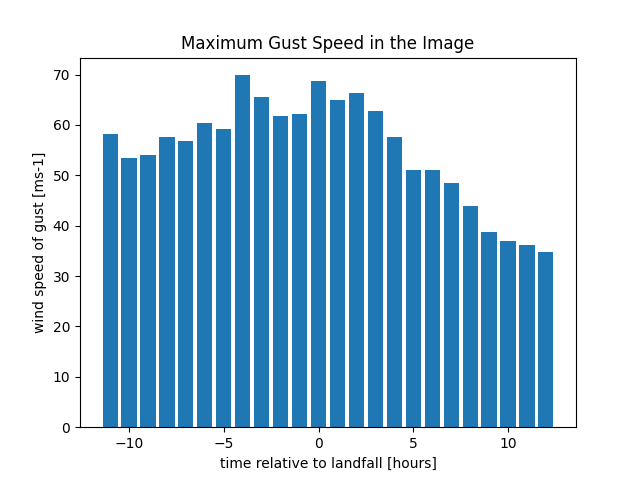 Maximum Gust Speed in the Image
70
60
50
40
30
20
10
0
wind speed of gust [ms-1]
−10 −5 0 5 10
time relative to landfall [hours]